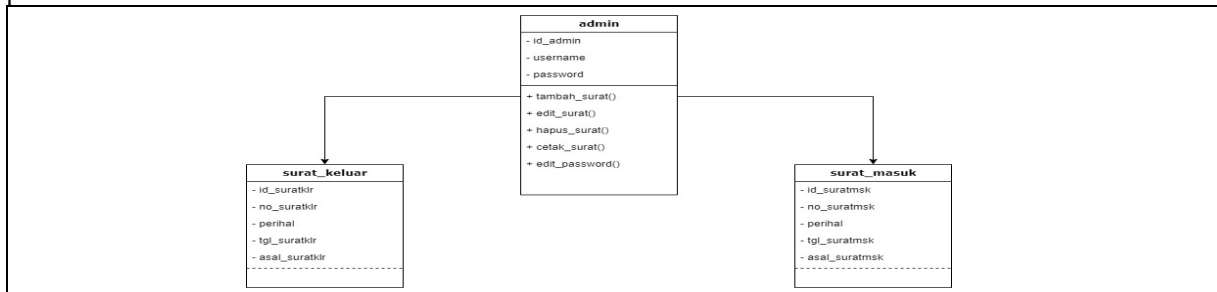 admin
- id_admin
- username
- password
+ tambah_surat()
+ edit_surat()
+ hapus_surat()
+ cetak_surat()
+ edit_password()
surat_keluar
- id_suratklr
- no_suratklr
- perihal
- tgl_suratklr
- asal_suratklr
surat_masuk
- id_suratmsk
- no_suratmsk
- perihal
- tgl_suratmsk
- asal_suratmsk